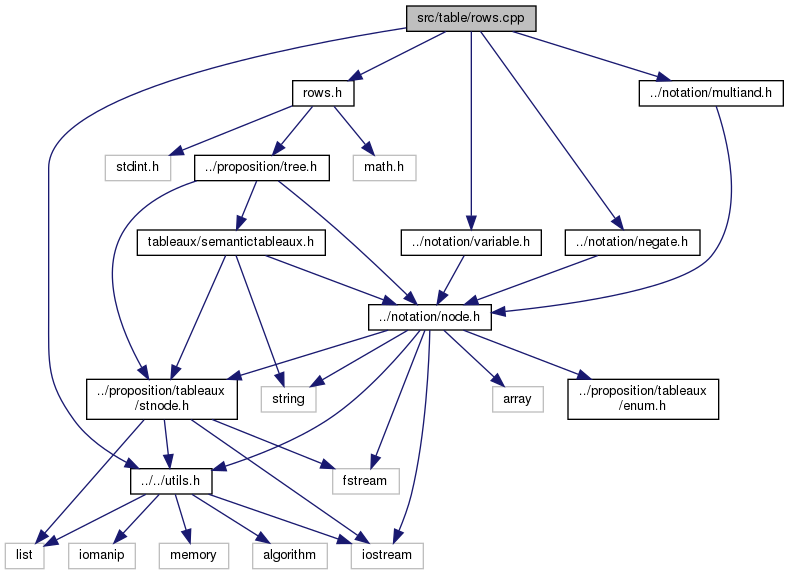 src/table/rows.cpp
rows.h
../notation/multiand.h
stdint.h
../proposition/tree.h
math.h
tableaux/semantictableaux.h
../notation/variable.h
../notation/negate.h
../notation/node.h
../proposition/tableaux
/stnode.h
string
array
../proposition/tableaux
/enum.h
../../utils.h
fstream
list
iomanip
memory
algorithm
iostream